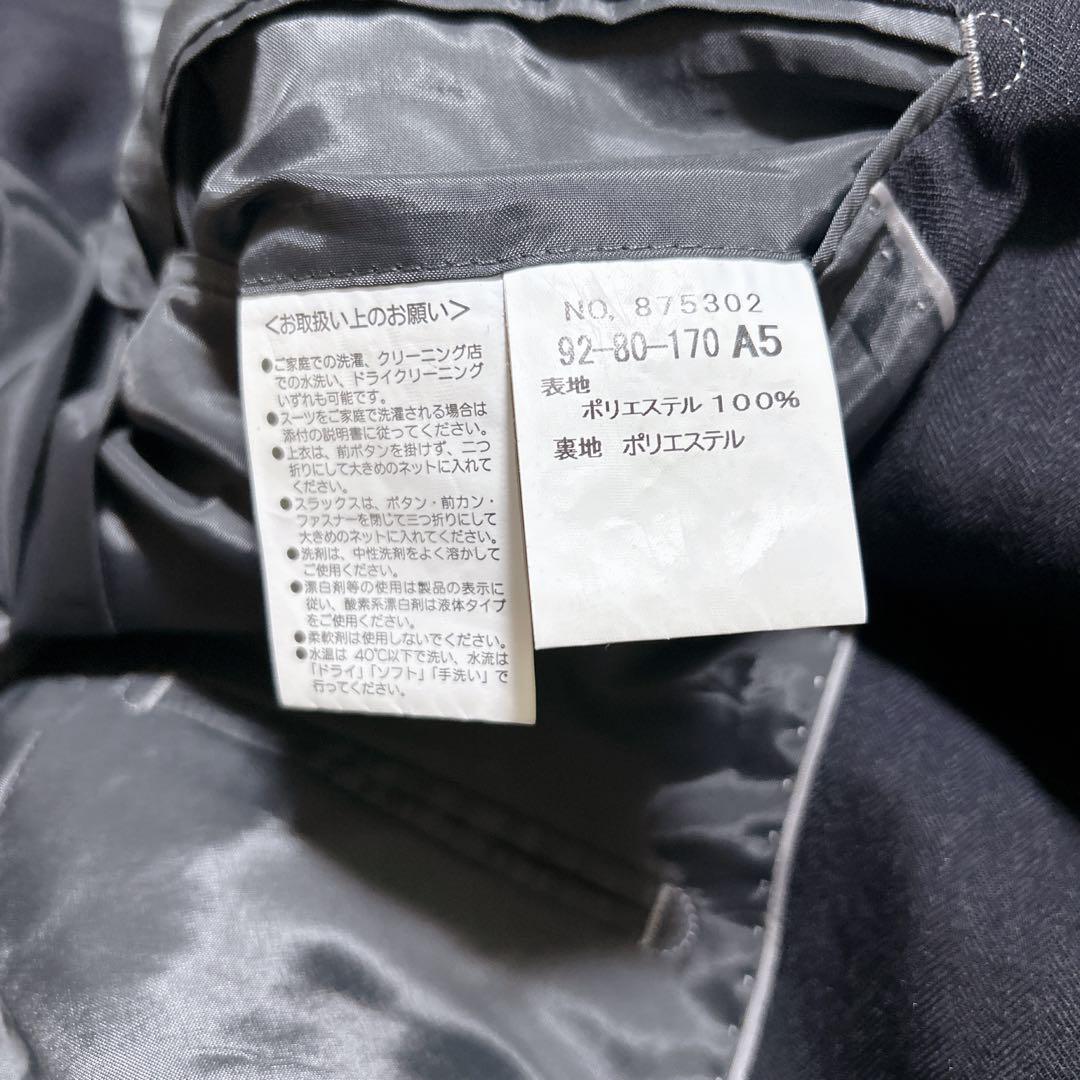 <お取扱い上のお願い>
●ご家庭での洗濯、クリーニング店
での水洗い、ドライクリーニング
いずれも可能です。
●スーツをご家庭で洗濯される場合は
添付の説明書に従ってください。
●上衣は、前ボタンを掛けず、二つ
折りにして大きめのネットに入れて
ください。
●スラックスは、ボタン・前カン・
ファスナーを閉じて三つ折りにして
大きめのネットに入れてください。
●洗剤は、中性洗剤をよく溶かして
ご使用ください。
●漂白剤等の使用は製品の表示に
従い、酸素系漂白剤は液体タイプ
をご使用ください。
●柔軟剤は使用しないでください。
●水温は 40℃以下で洗い、水流は
「ドライ」「ソフト」「手洗い」で
行ってください。
NO. 875302
92-80-170 A5
表地
ポリエステル 100%
裏地 ポリエステル